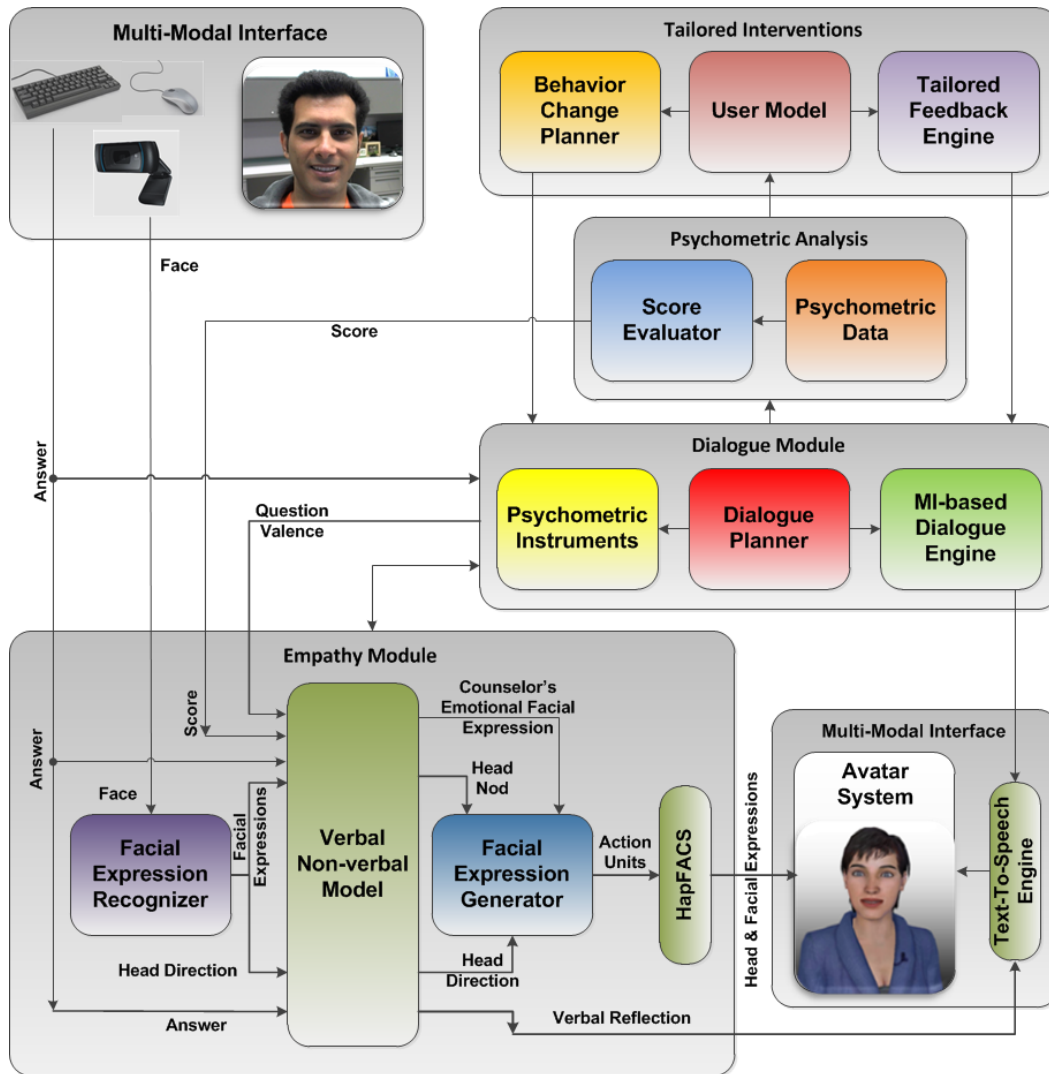 Multi-Modal Interface
Face
Answer
Tailored Interventions
Behavior
Change
Planner
User Model
Tailored
Feedback
Engine
Psychometric Analysis
Score
Evaluator
Psychometric
Data
Score
Dialogue Module
Psychometric
Instruments
Dialogue
Planner
MI-based
Dialogue
Engine
Question
Valence
Empathy Module
Score
Answer
Face
Facial
Expression
Recognizer
Facial
Expressions
Head Direction
Answer
Verbal
Non-verbal
Model
Counselor's
Emotional Facial
Expression
Head
Nod
Facial
Expression
Generator
Head
Direction
Action
Units
HapFACS
Verbal Reflection
Head & Facial Expressions
Multi-Modal Interface
Avatar
System
Text-To-Speech
Engine